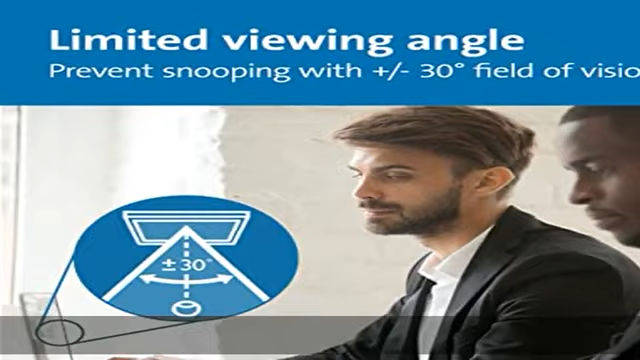 Limited viewing angle
Prevent snooping with +/- 30° field of visio
± 30°